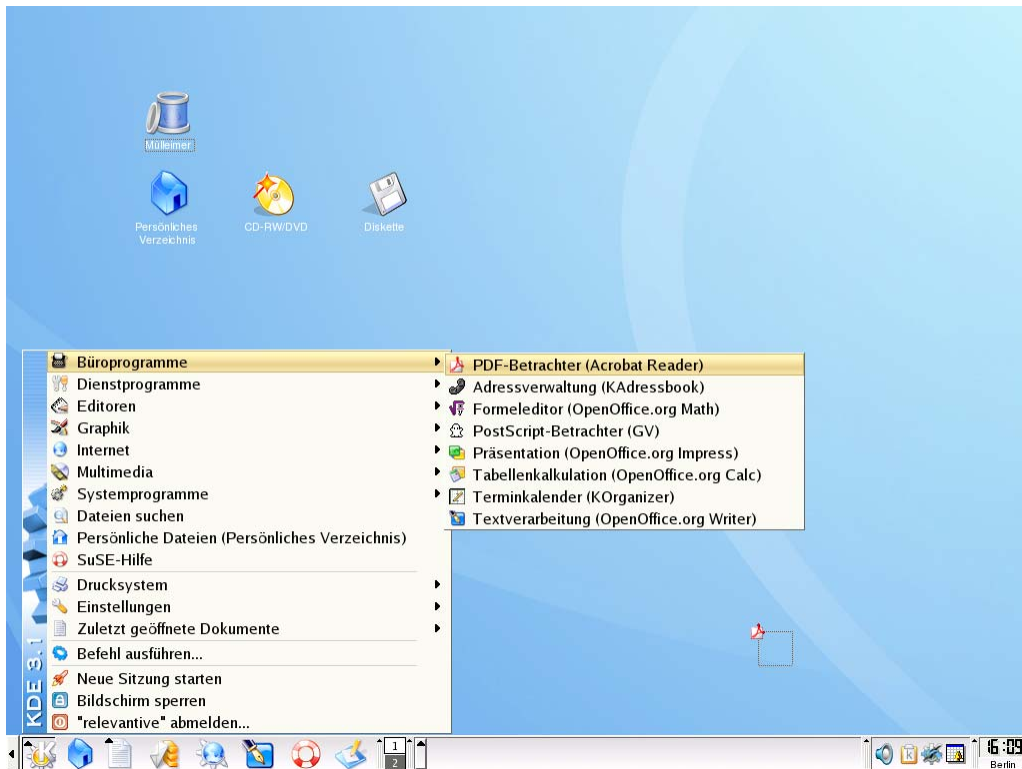 Mülleimer
Persönliches
Verzeichnis
CD-RW/DVD
Diskette
Büroprogramme
Dienstprogramme
Editoren
Graphik
Internet
Multimedia
Systemprogramme
Dateien suchen
Persönliche Dateien (Persönliches Verzeichnis)
SuSE-Hilfe
Drucksystem
Einstellungen
Zuletzt geöffnete Dokumente
Befehl ausführen...
Neue Sitzung starten
Bildschirm sperren
"relevantive" abmelden...
KDE 3.1
PDF-Betrachter (Acrobat Reader)
Adressverwaltung (KAdressbook)
Formeleditor (OpenOffice.org Math)
PostScript-Betrachter (GV)
Präsentation (OpenOffice.org Impress)
Tabellenkalkulation (OpenOffice.org Calc)
Terminkalender (KOrganizer)
Textverarbeitung (OpenOffice.org Writer)
1
2
16:09
Berlin